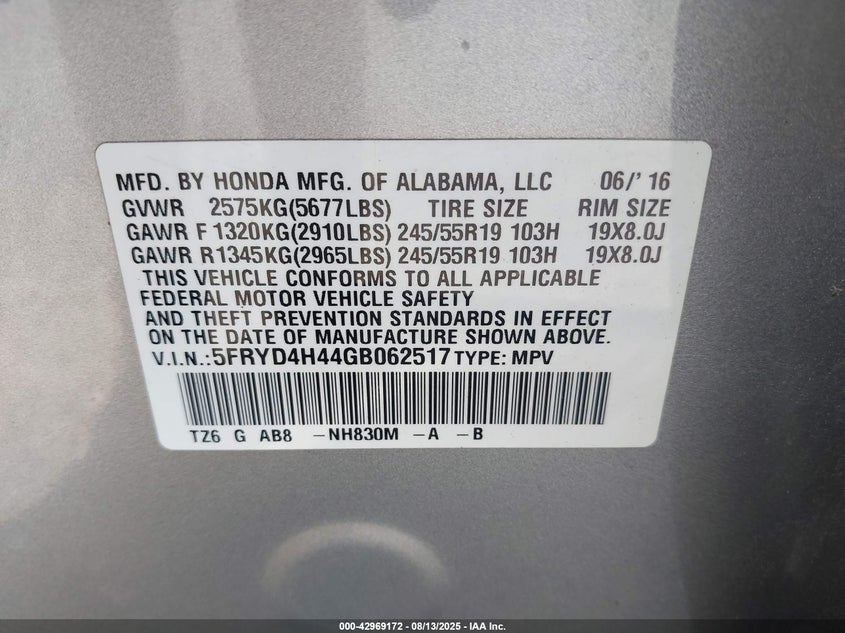 MFD. BY HONDA MFG. OF ALABAMA, LLC 06/'16
GVWR 2575KG(5677LBS) TIRE SIZE RIM SIZE
GAWR F 1320KG(2910LBS) 245/55R19 103H 19X8.0J
GAWR R 1345KG(2965LBS) 245/55R19 103H 19X8.0J
THIS VEHICLE CONFORMS TO ALL APPLICABLE
FEDERAL MOTOR VEHICLE SAFETY
AND THEFT PREVENTION STANDARDS IN EFFECT
ON THE DATE OF MANUFACTURE SHOWN ABOVE.
V.I.N.:5FRYD4H44GB062517 TYPE: MPV
TZ6 G AB8 -NH830M -A -B
000-42969172 - 08/13/2025 - IAA Inc.